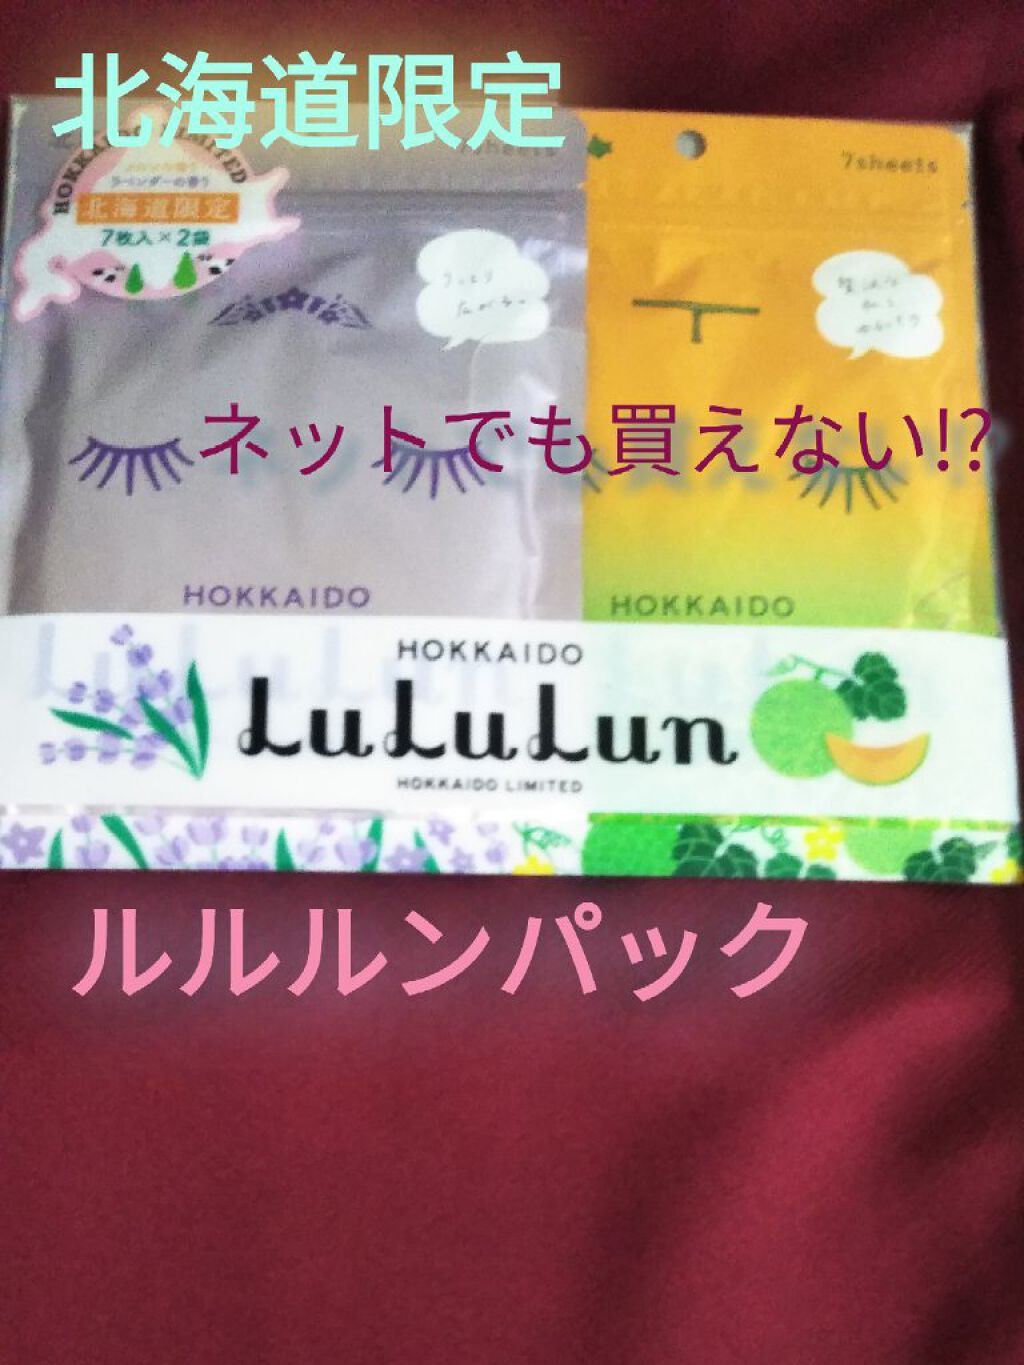 北海道限定
HOKKAIDO LIMITED
ラベンダーの香り
北海道限定
7枚入×2袋
7sheets
7sheets
ネットでも買えない!?
HOKKAIDO
HOKKAIDO
HOKKAIDO
LuLuLun
HOKKAIDO LIMITED
ルルルンパック